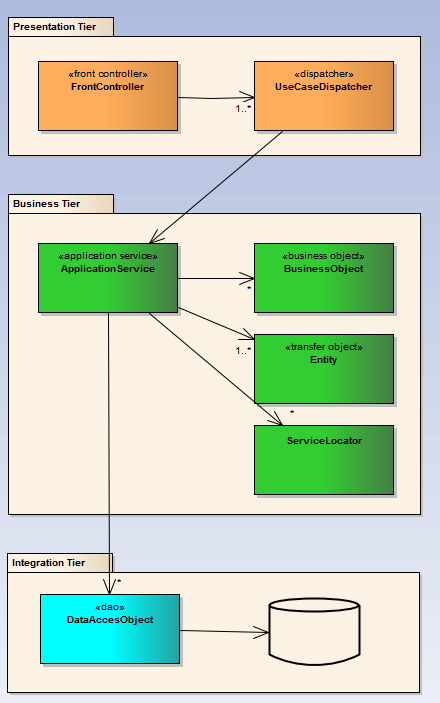 Presentation Tier
«front controller»
FrontController
«dispatcher»
UseCaseDispatcher
1..*
Business Tier
«application service»
ApplicationService
«business object»
BusinessObject
*
«transfer object»
Entity
1..*
*
ServiceLocator
Integration Tier
*
«dao»
DataAccesObject